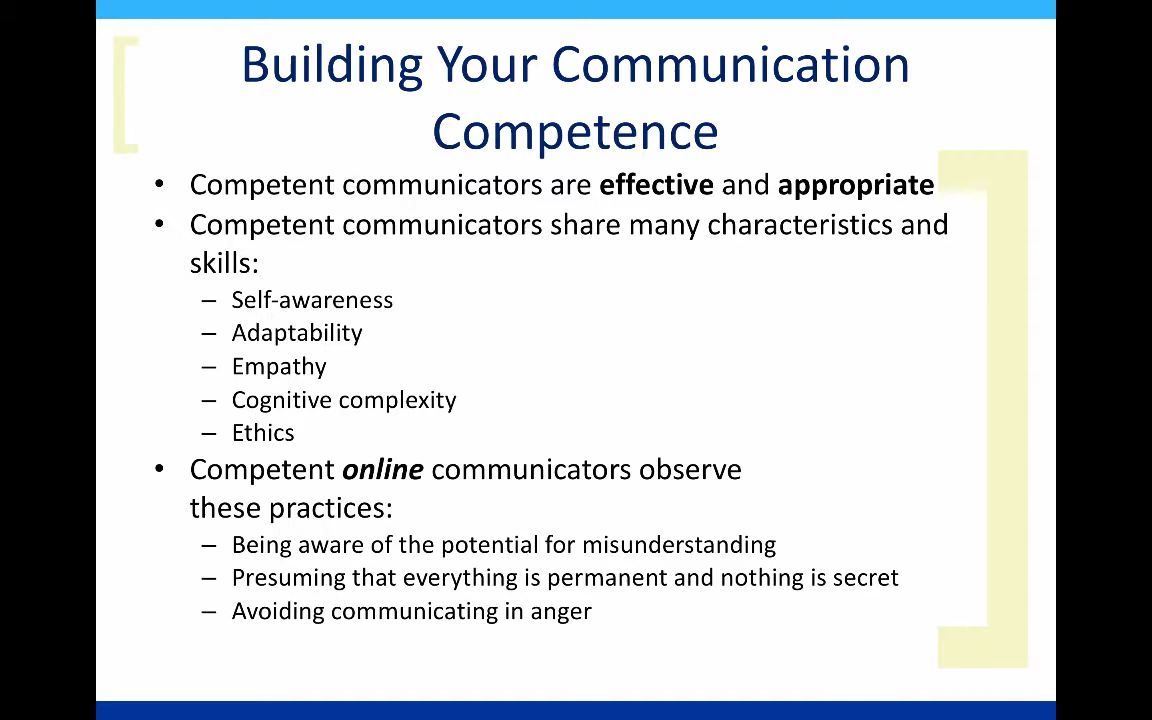 Building Your Communication
Competence
• Competent communicators are effective and appropriate
• Competent communicators share many characteristics and
skills:
– Self-awareness
– Adaptability
– Empathy
– Cognitive complexity
– Ethics
• Competent online communicators observe
these practices:
– Being aware of the potential for misunderstanding
– Presuming that everything is permanent and nothing is secret
– Avoiding communicating in anger